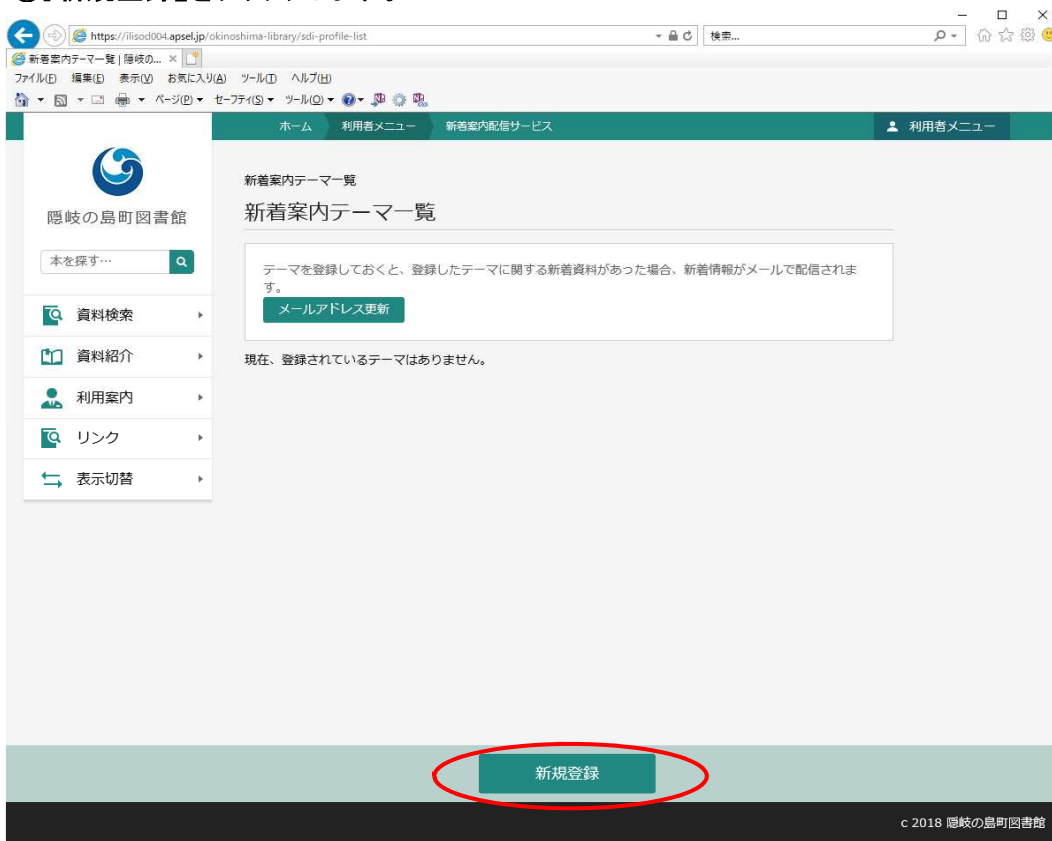 https://ilisod004.apsel.jp/okinoshima-library/sdi-profile-list
検索...
新着案内テーマ一覧 | 隠岐の...
ファイル(F) 編集(E) 表示(V) お気に入り(A) ツール(T) ヘルプ(H)
ページ(P) セーフティ(S) ツール(O)
ホーム 利用者メニュー 新着案内配信サービス 利用者メニュー
隠岐の島町図書館
本を探す…
資料検索
資料紹介
利用案内
リンク
表示切替
新着案内テーマ一覧
新着案内テーマ一覧
テーマを登録しておくと、登録したテーマに関する新着資料があった場合、新着情報がメールで配信されま
す。
メールアドレス更新
現在、登録されているテーマはありません。
新規登録
c 2018 隠岐の島町図書館